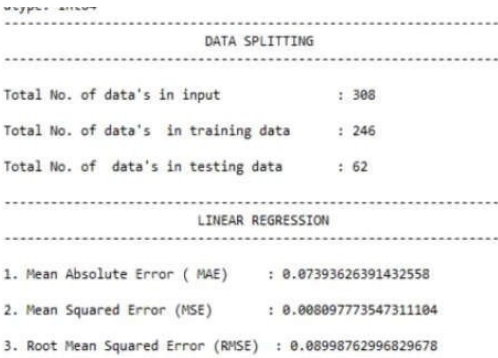 DATA SPLITTING
Total No. of data's in input : 308
Total No. of data's in training data : 246
Total No. of data's in testing data : 62
LINEAR REGRESSION
1. Mean Absolute Error ( MAE) : 0.07393626391432558
2. Mean Squared Error (MSE) : 0.008097773547311104
3. Root Mean Squared Error (RMSE) : 0.08998762996829678